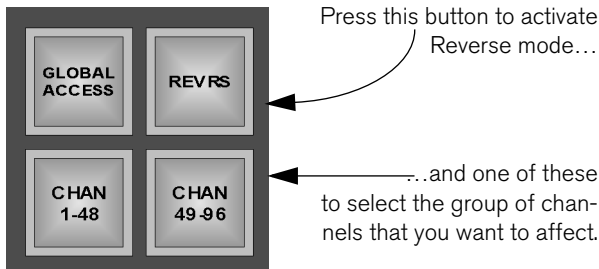 GLOBAL
ACCESS
REVRS
CHAN
1-48
CHAN
49-96
Press this button to activate
Reverse mode…
…and one of these
to select the group of chan-
nels that you want to affect.